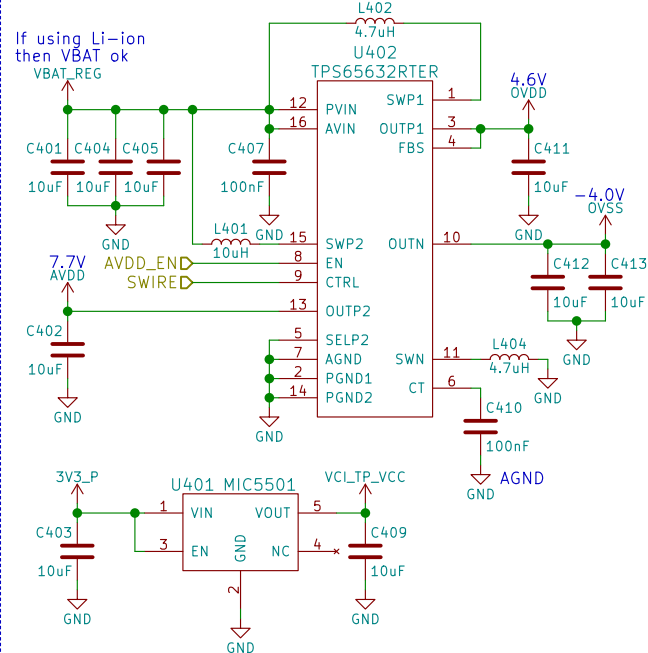 L402
4.7uH
If using Li-ion
then VBAT ok
VBAT_REG
U402
TPS65632RTER
12 PVIN
16 AVIN
SWP1 1
OUTP1 3
FBS 4
4.6V
OVDD
C401 C404 C405
10uF 10uF 10uF
C407
100nF
C411
10uF
GND
GND
GND
-4.0V
OVSS
L401
10uH
15 SWP2
OUTN 10
AVDD_EN 8 EN
SWIRE 9 CTRL
7.7V
AVDD
C412 C413
10uF 10uF
13 OUTP2
C402
10uF
5 SELP2
7 AGND
2 PGND1
14 PGND2
GND
SWN 11
L404
4.7uH
GND
CT 6
GND
GND
C410
100nF
GND AGND
3V3_P
U401 MIC5501
VCI_TP_VCC
1 VIN
VOUT 5
C403
10uF
3 EN
GND
NC 4
C409
10uF
2
GND
GND
GND